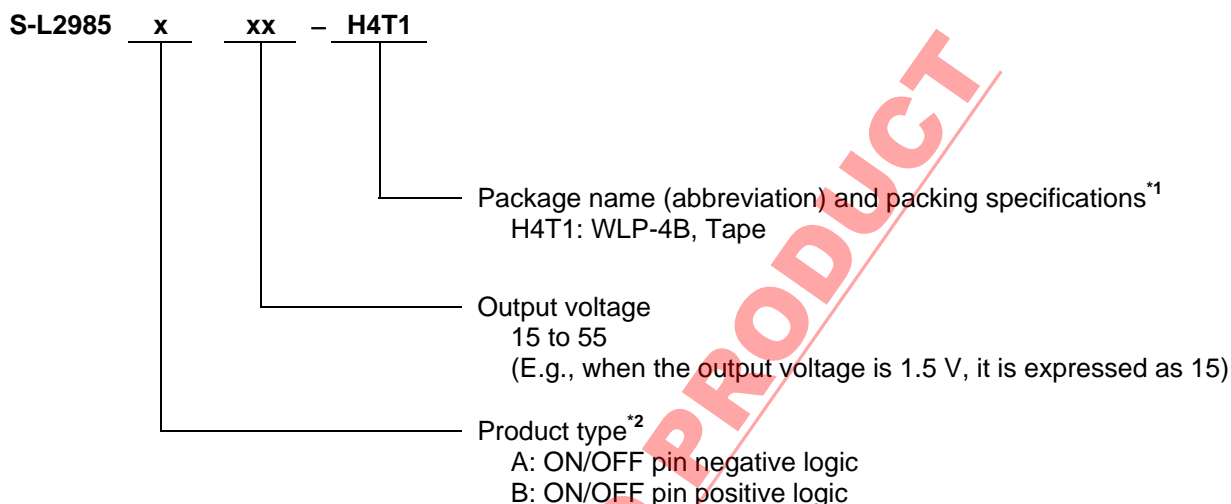 S-L2985 x xx – H4T1
Package name (abbreviation) and packing specifications*1
H4T1: WLP-4B, Tape
Output voltage
15 to 55
(E.g., when the output voltage is 1.5 V, it is expressed as 15)
Product type*2
A: ON/OFF pin negative logic
B: ON/OFF pin positive logic
PRODUCT